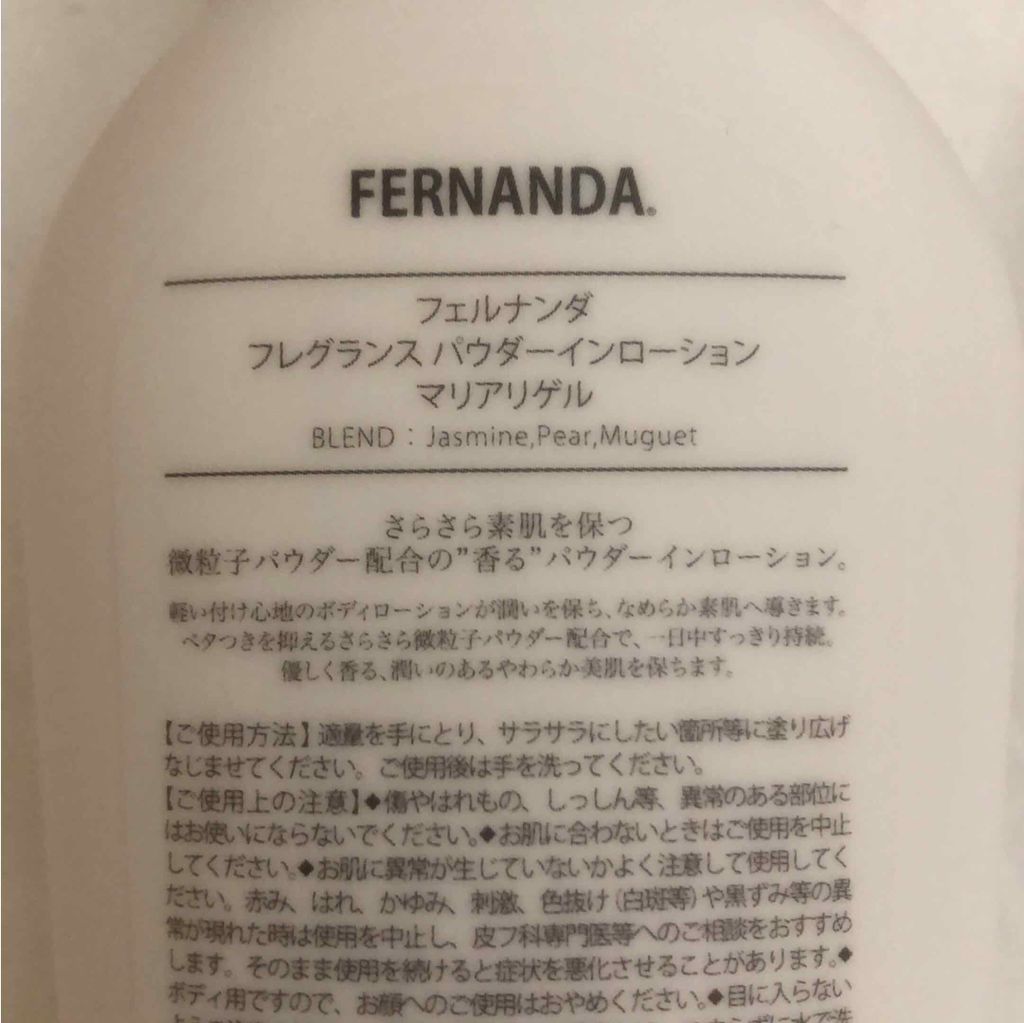 FERNANDA®
フェルナンダ
フレグランス パウダーインローション
マリアリゲル
BLEND : Jasmine,Pear,Muguet
さらさら素肌を保つ
微粒子パウダー配合の”香る”パウダーインローション。
軽い付け心地のボディローションが潤いを保ち、なめらか素肌へ導きます。
ベタつきを抑えるさらさら微粒子パウダー配合で、一日中すっきり持続。
優しく香る、潤いのあるやわらか美肌を保ちます。
【ご使用方法】適量を手にとり、サラサラにしたい箇所等に塗り広げ
なじませてください。ご使用後は手を洗ってください。
【ご使用上の注意】◆傷やはれもの、しっしん等、異常のある部位に
はお使いにならないでください。◆お肌に合わないときはご使用を中止
してください。◆お肌に異常が生じていないかよく注意して使用してく
ださい。赤み、はれ、かゆみ、刺激、色抜け(白斑等)や黒ずみ等の異
常が現れた時は使用を中止し、皮フ科専門医等へのご相談をおすすめ
します。そのまま使用を続けると症状を悪化させることがあります。◆
ボディ用ですので、お顔へのご使用はおやめください。◆目に入らない